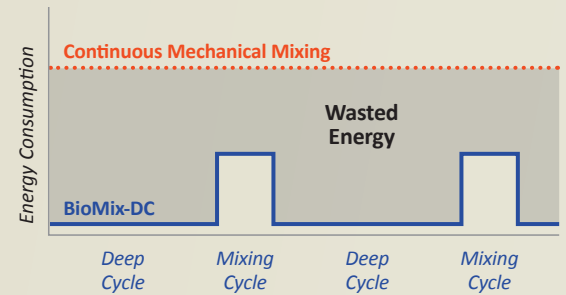 Energy Consumption
Continuous Mechanical Mixing
Wasted
Energy
BioMix-DC
Deep
Cycle
Mixing
Cycle
Deep
Cycle
Mixing
Cycle